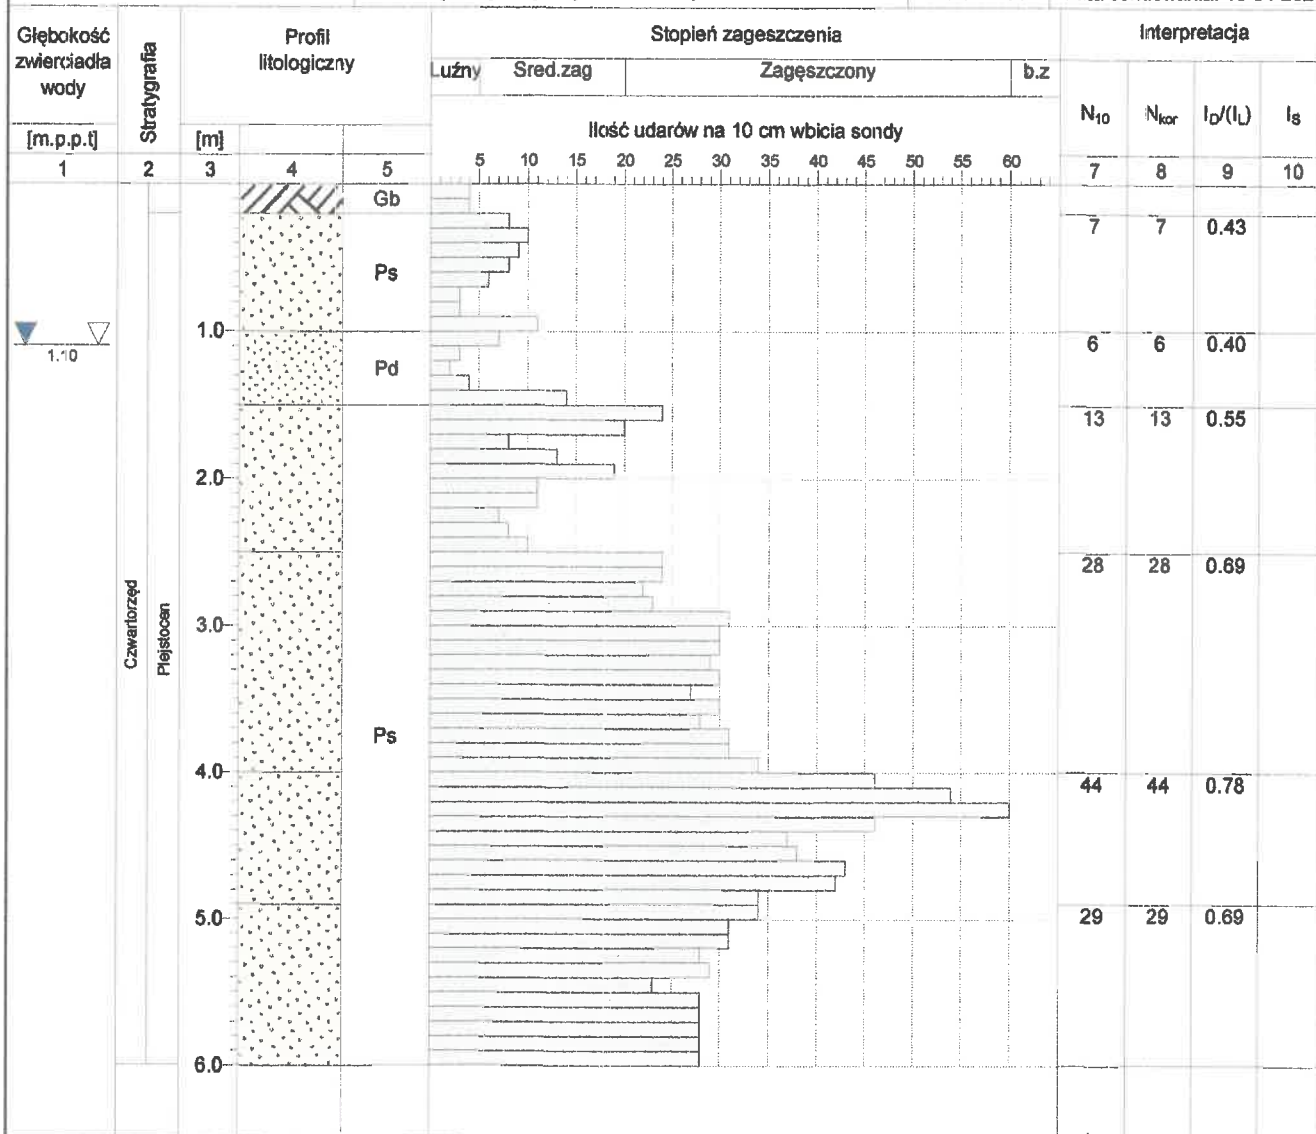 Głębokość zwierciadła wody
[m.p.p.t]
1
Stratygrafia
2
Profil litologiczny
[m]
3
4
5
Stopień zagęszczenia
Luźny Sred.zag Zagęszczony b.z
Ilość udarów na 10 cm wbicia sondy
5 10 15 20 25 30 35 40 45 50 55 60
Interpretacja
N10 Nkor ID/(IL) IS
7 8 9 10
Gb
7 7 0.43
Ps
1.0
1.10
6 6 0.40
Pd
13 13 0.55
2.0
28 28 0.69
3.0
Czwartorzęd
Plejstocen
Ps
4.0
44 44 0.78
5.0
29 29 0.69
6.0